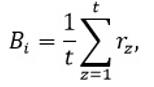 $B_i = \frac{1}{t}\sum_{z=1}^{t} r_z,$